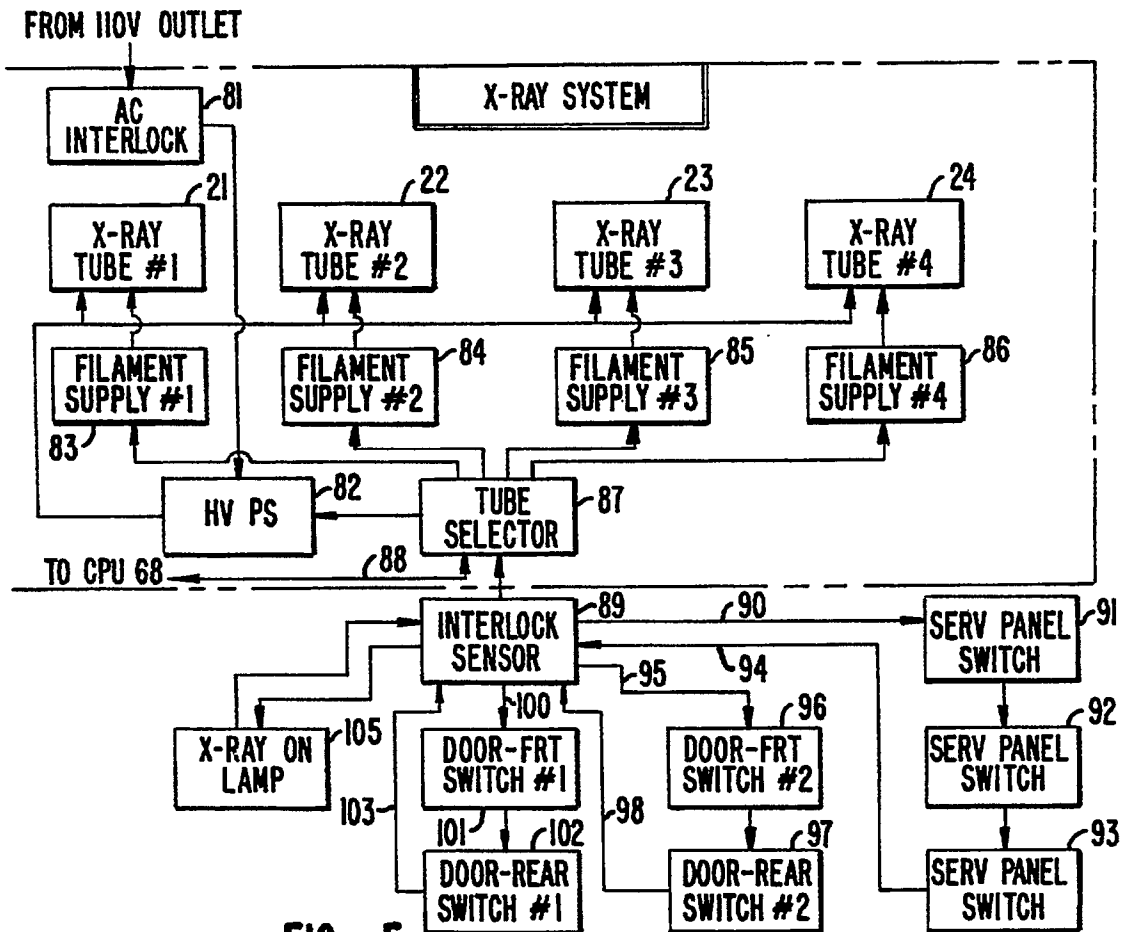 FROM 110V OUTLET
AC
INTERLOCK
81
X-RAY SYSTEM
21
X-RAY
TUBE #1
22
X-RAY
TUBE #2
23
X-RAY
TUBE #3
24
X-RAY
TUBE #4
FILAMENT
SUPPLY #1
83
FILAMENT
SUPPLY #2
84
FILAMENT
SUPPLY #3
85
FILAMENT
SUPPLY #4
86
HV PS
82
TUBE
SELECTOR
87
TO CPU 68
88
INTERLOCK
SENSOR
89
90
SERV PANEL
SWITCH
91
94
95
100
X-RAY ON
LAMP
105
DOOR-FRT
SWITCH #1
101
DOOR-FRT
SWITCH #2
96
SERV PANEL
SWITCH
92
103
102
DOOR-REAR
SWITCH #1
98
97
DOOR-REAR
SWITCH #2
93
SERV PANEL
SWITCH